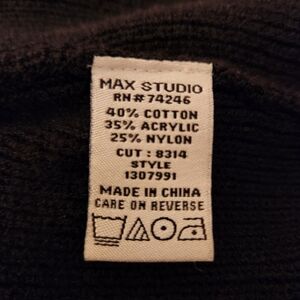 MAX STUDIO
RN#74246
40% COTTON
35% ACRYLIC
25% NYLON
CUT : 8314
STYLE
1307991
MADE IN CHINA
CARE ON REVERSE